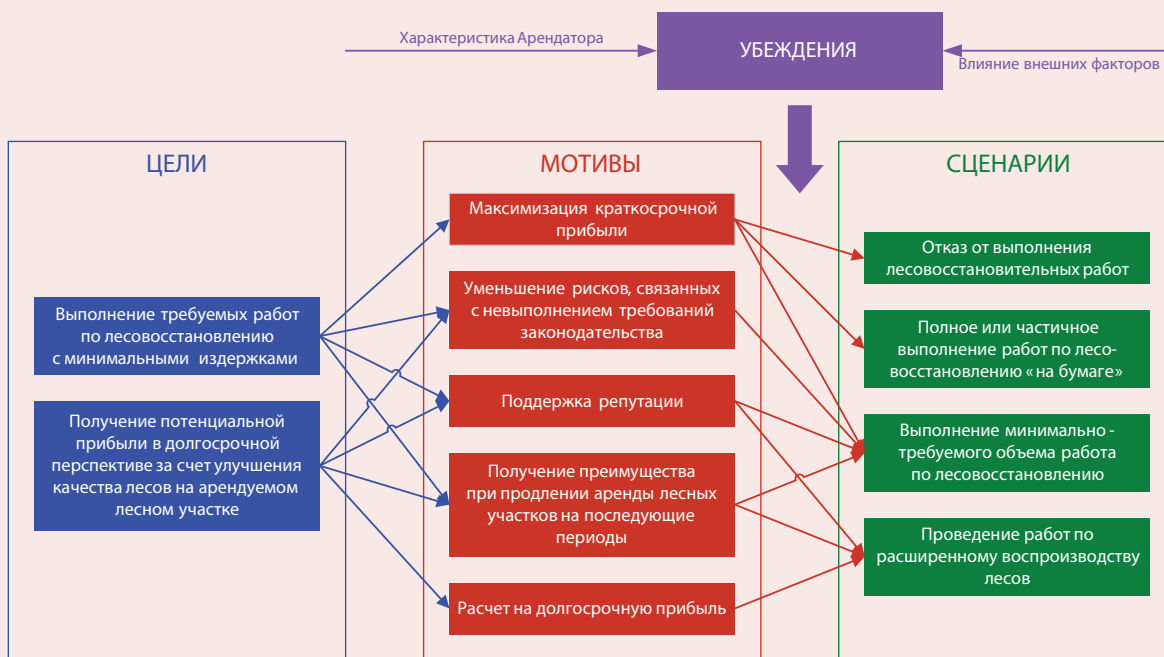 Характеристика Арендатора
УБЕЖДЕНИЯ
Влияние внешних факторов
ЦЕЛИ
Выполнение требуемых работ
по лесовосстановлению
с минимальными издержками
Получение потенциальной
прибыли в долгосрочной
перспективе за счет улучшения
качества лесов на арендуемом
лесном участке
МОТИВЫ
Максимизация краткосрочной
прибыли
Уменьшение рисков, связанных
с невыполнением требований
законодательства
Поддержка репутации
Получение преимущества
при продлении аренды лесных
участков на последующие
периоды
Расчет на долгосрочную прибыль
СЦЕНАРИИ
Отказ от выполнения
лесовосстановительных работ
Полное или частичное
выполнение работ по лесо-
восстановлению «на бумаге»
Выполнение минимально-
требуемого объема работа
по лесовосстановлению
Проведение работ по
расширенному воспроизводству
лесов